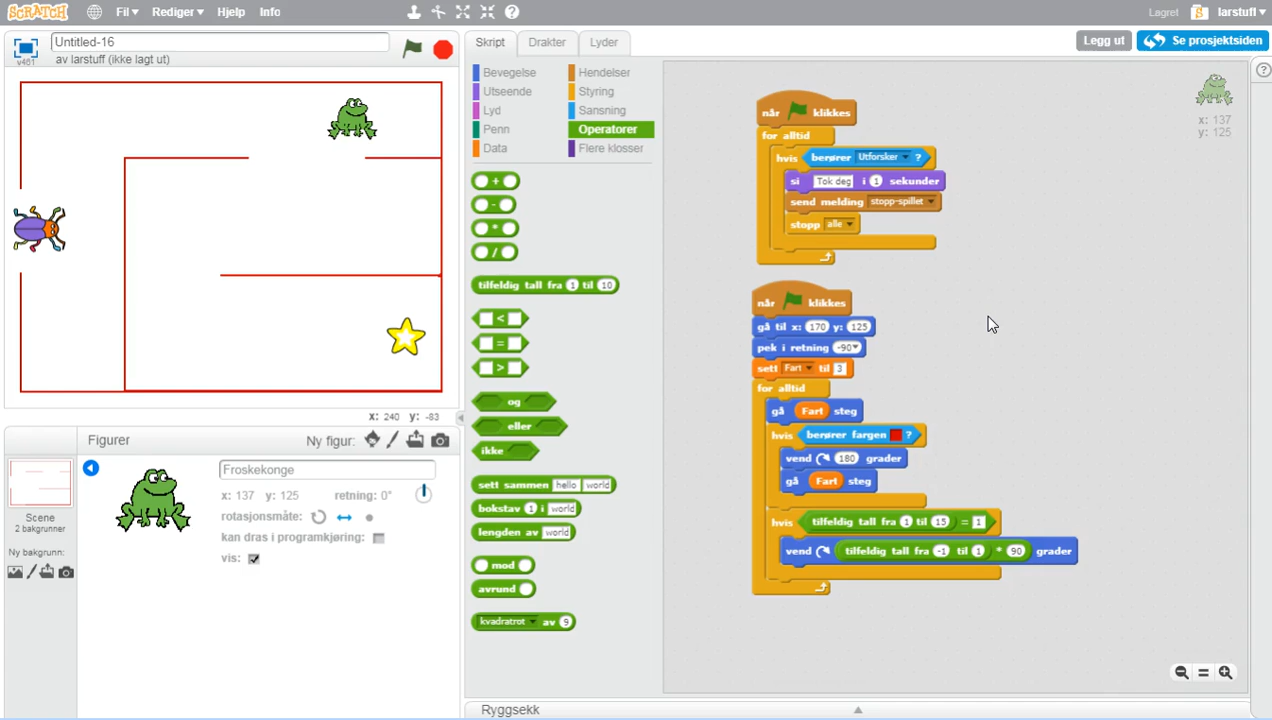 SCRATCH Fil Rediger Hjelp Info Lagret larstuf1
v461 Untitled-16
av larstuff (ikke lagt ut)
Skript Drakter Lyder Legg ut Se prosjektsiden
Bevegelse Hendelser
Utseende Styring
Lyd Sansning
Penn Operatorer
Data Flere klosser
+
-
*
/
tilfeldig tall fra 1 til 10
<
=
>
og
eller
ikke
sett sammen hello world
bokstav 1 i world
lengden av world
mod
avrund
kvadratrot av 9
når klikkes
for alltid
hvis berører Utforsker ?
si Tok deg i 1 sekunder
send melding stopp-spillet
stopp alle
når klikkes
gå til x: 170 y: 125
pek i retning -90
sett Fart til 3
for alltid
gå Fart steg
hvis berører fargen ?
vend 180 grader
gå Fart steg
hvis tilfeldig tall fra 1 til 15 = 1
vend tilfeldig tall fra -1 til 1 * 90 grader
x: 137
y: 125
x: 240 y: -83
Figurer Ny figur:
Froskekonge
x: 137 y: 125 retning: 0°
rotasjonsmåte:
kan dras i programkjøring:
vis:
Scene
2 bakgrunner
Ny bakgrunn:
Ryggsekk